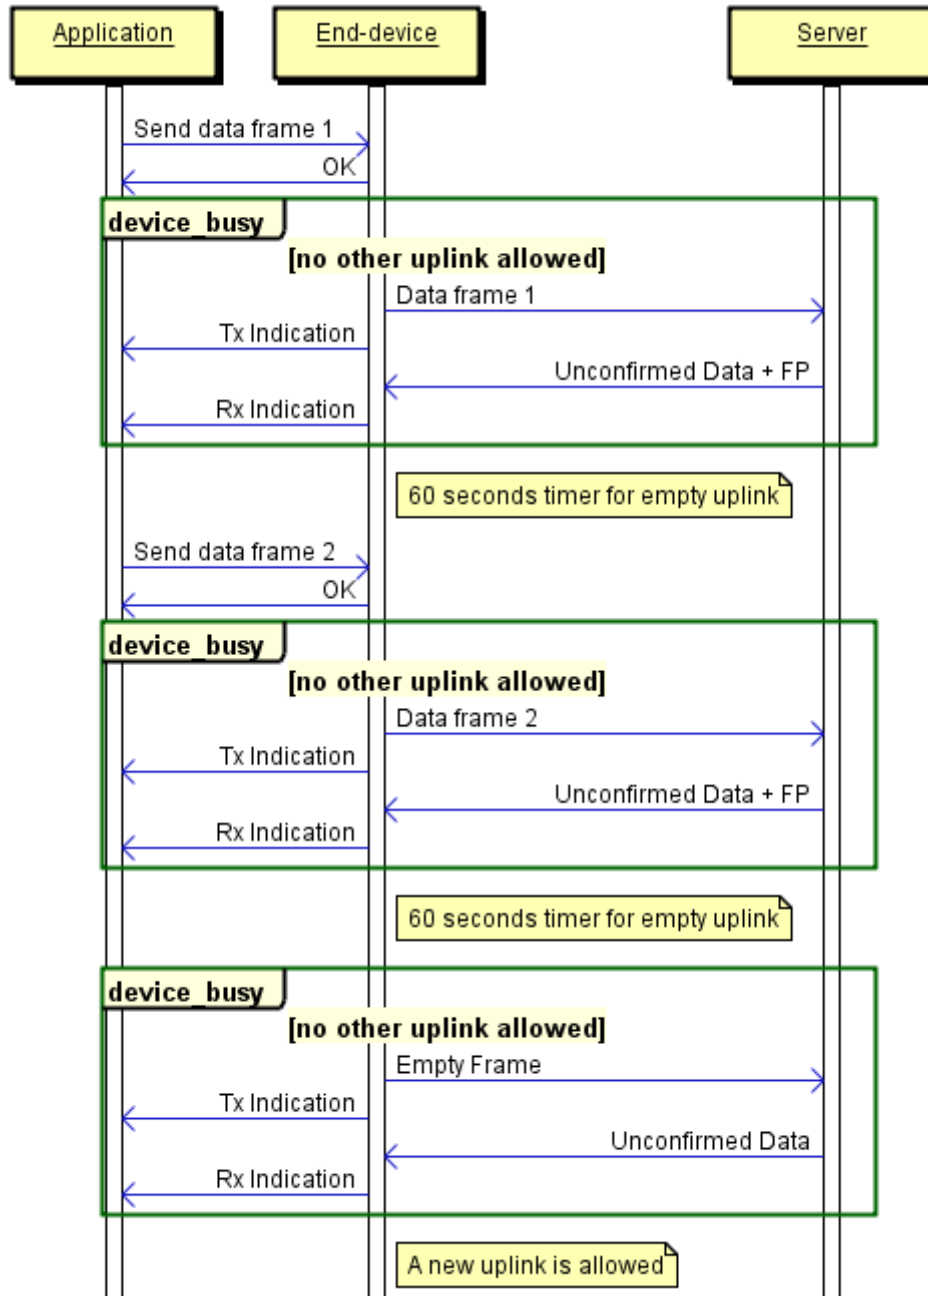 Application
End-device
Server
Send data frame 1
OK
device_busy
[no other uplink allowed]
Data frame 1
Tx Indication
Unconfirmed Data + FP
Rx Indication
60 seconds timer for empty uplink
Send data frame 2
OK
device_busy
[no other uplink allowed]
Data frame 2
Tx Indication
Unconfirmed Data + FP
Rx Indication
60 seconds timer for empty uplink
device_busy
[no other uplink allowed]
Empty Frame
Tx Indication
Unconfirmed Data
Rx Indication
A new uplink is allowed